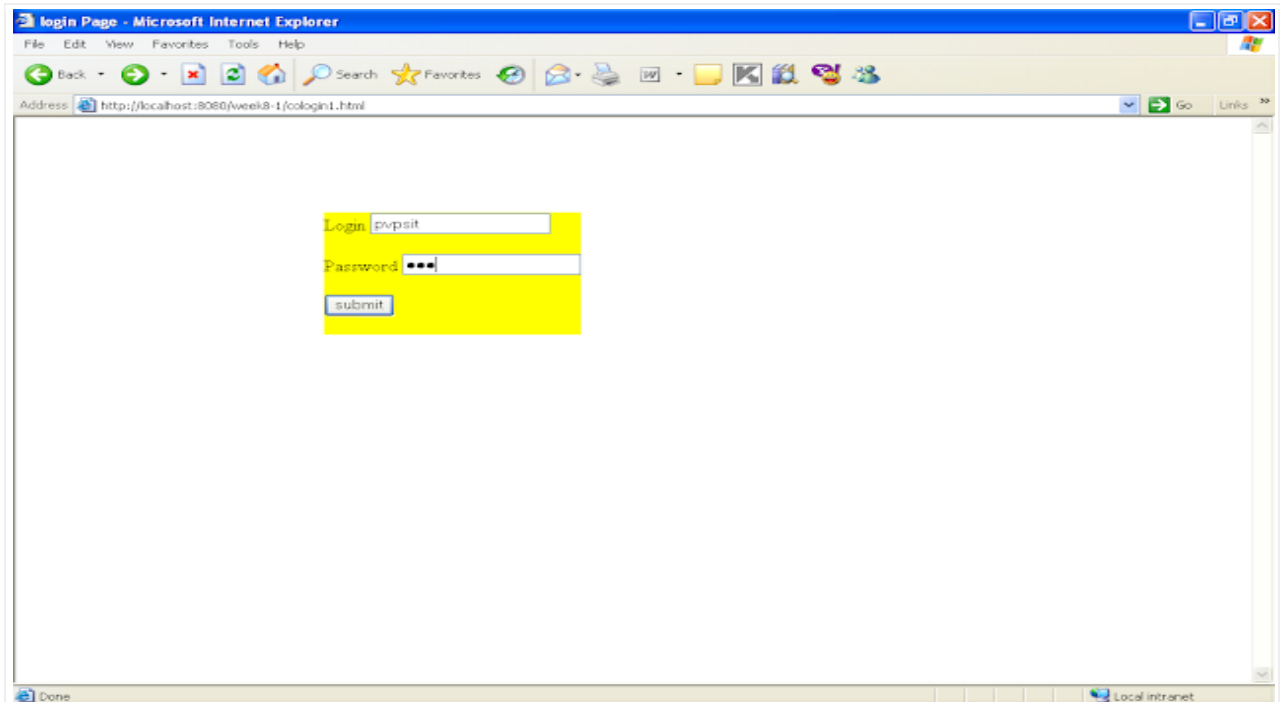 login Page - Microsoft Internet Explorer
File Edit View Favorites Tools Help
Back Search Favorites
Address http://localhost:8080/week8-1/cologin1.html Go Links »
Login pvpsit
Password •••
submit
Done Local intranet